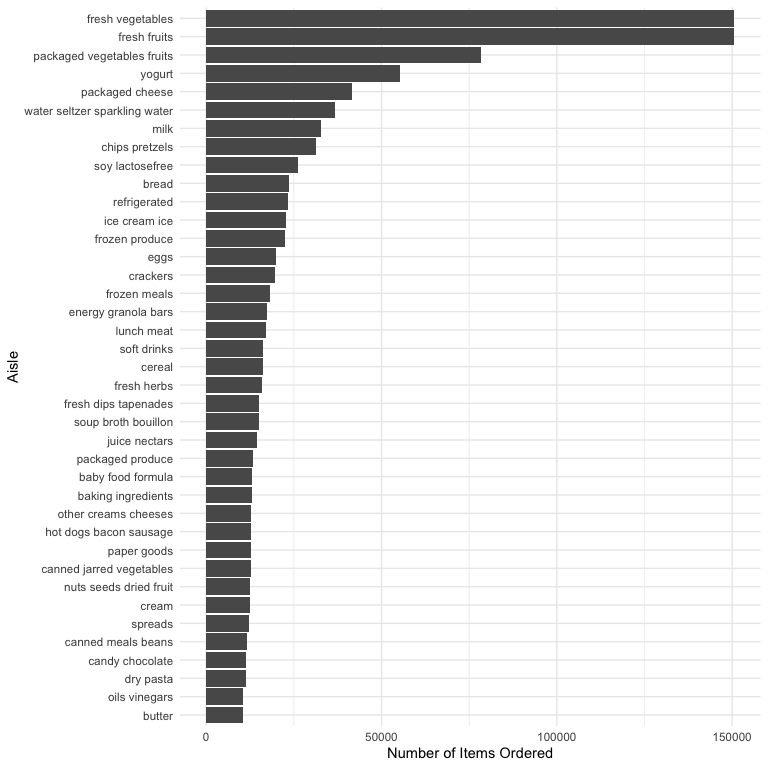 fresh vegetables
fresh fruits
packaged vegetables fruits
yogurt
packaged cheese
water seltzer sparkling water
milk
chips pretzels
soy lactosefree
bread
refrigerated
ice cream ice
frozen produce
eggs
crackers
frozen meals
energy granola bars
lunch meat
soft drinks
cereal
fresh herbs
fresh dips tapenades
soup broth bouillon
juice nectars
packaged produce
baby food formula
baking ingredients
other creams cheeses
hot dogs bacon sausage
paper goods
canned jarred vegetables
nuts seeds dried fruit
cream
spreads
canned meals beans
candy chocolate
dry pasta
oils vinegars
butter
Aisle
0 50000 100000 150000
Number of Items Ordered